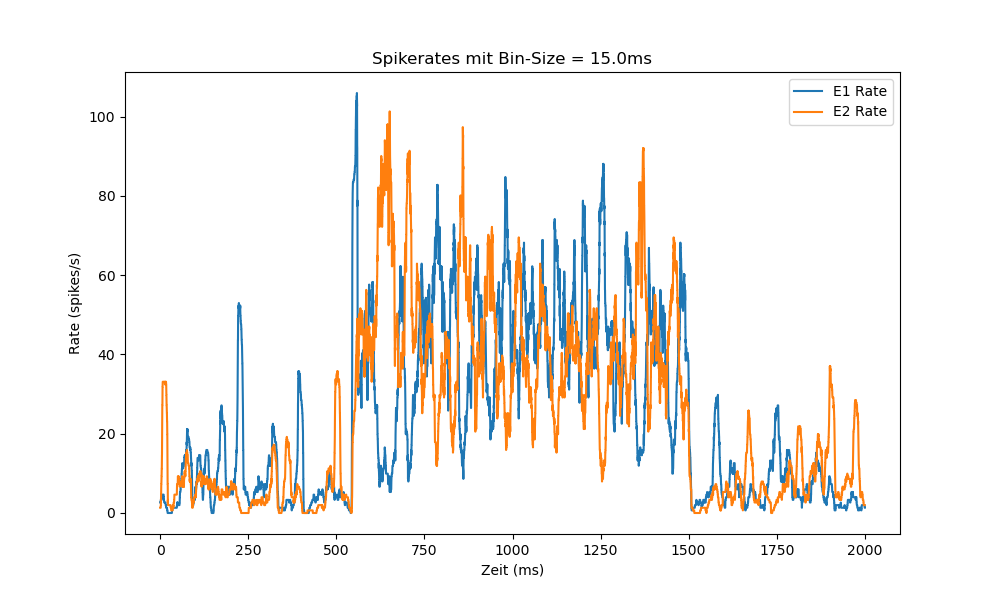 Spikerates mit Bin-Size = 15.0ms
E1 Rate
E2 Rate
100
80
60
40
20
0
Rate (spikes/s)
0 250 500 750 1000 1250 1500 1750 2000
Zeit (ms)